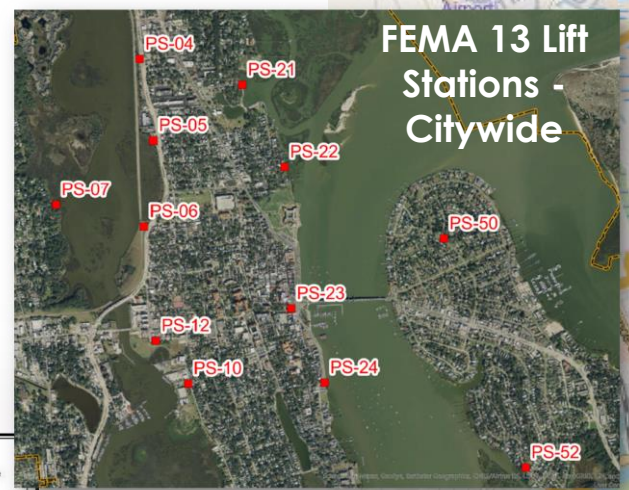 Airport
FEMA 13 Lift
Stations -
Citywide
PS-04
PS-21
PS-05
PS-22
PS-07
PS-06
PS-50
PS-23
PS-12
PS-10
PS-24
PS-52